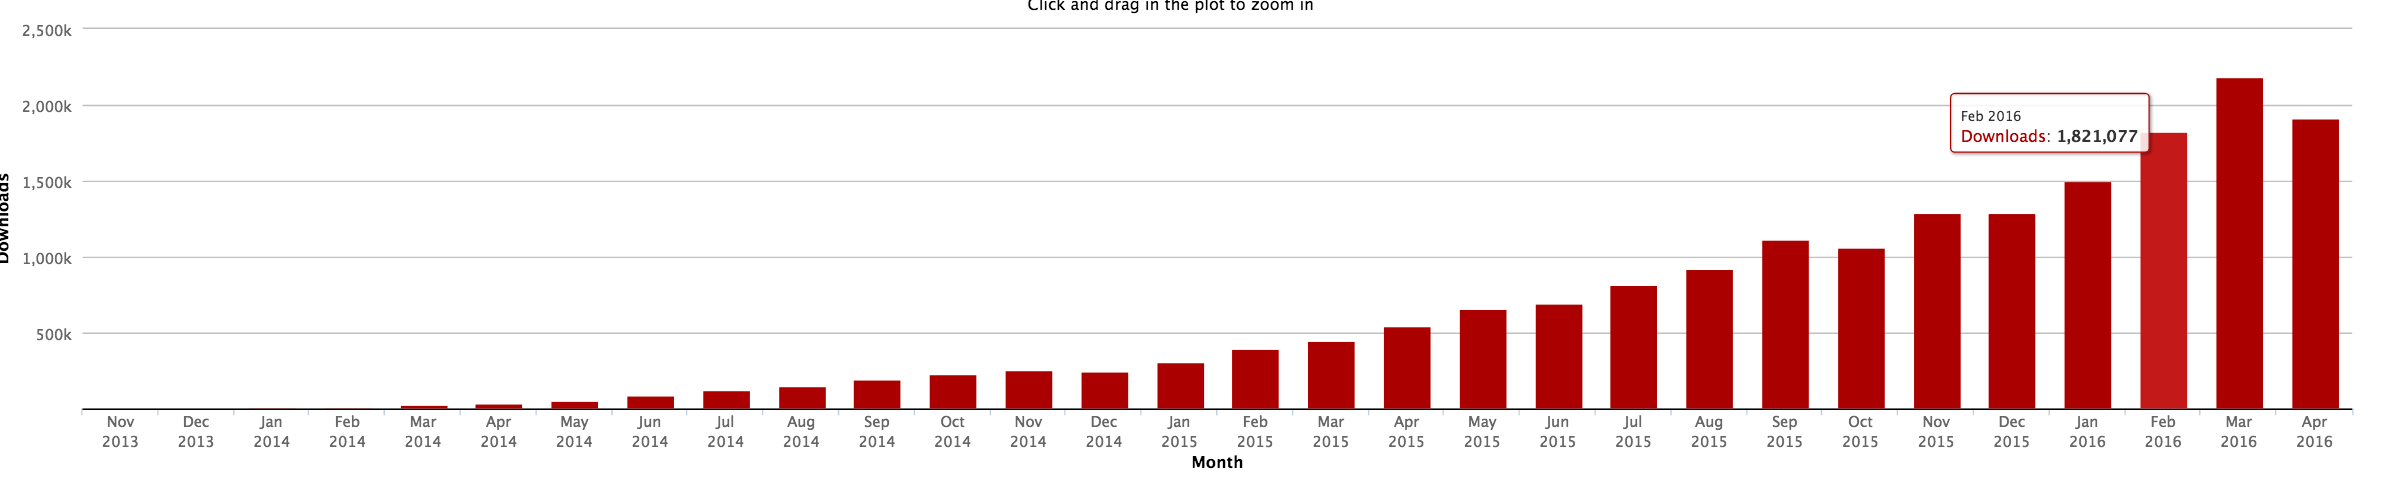 Click and drag in the plot to zoom in
2,500k
2,000k
1,500k
1,000k
500k
Downloads
Feb 2016
Downloads: 1,821,077
Nov 2013
Dec 2013
Jan 2014
Feb 2014
Mar 2014
Apr 2014
May 2014
Jun 2014
Jul 2014
Aug 2014
Sep 2014
Oct 2014
Nov 2014
Dec 2014
Jan 2015
Feb 2015
Mar 2015
Apr 2015
May 2015
Jun 2015
Jul 2015
Aug 2015
Sep 2015
Oct 2015
Nov 2015
Dec 2015
Jan 2016
Feb 2016
Mar 2016
Apr 2016
Month